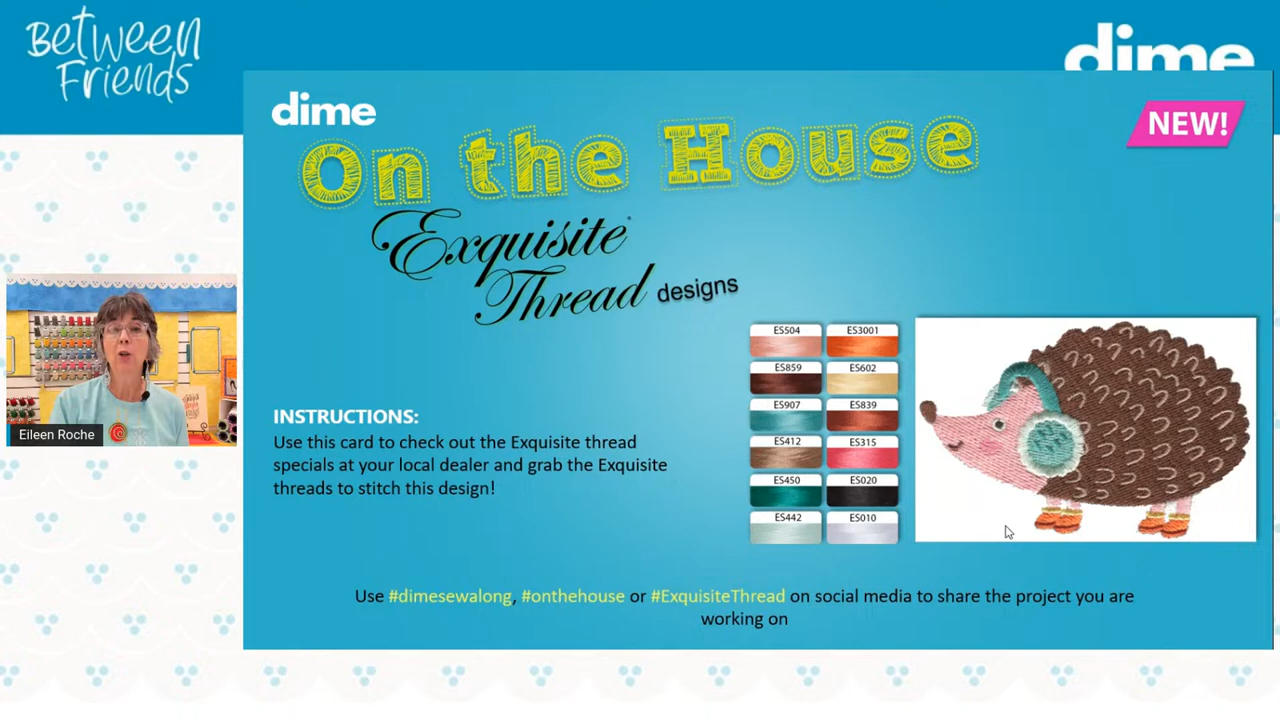 Between
Friends
dime
dime
NEW!
On the House
Exquisite
Thread designs
ES504
ES3001
ES859
ES602
ES907
ES839
ES412
ES315
ES450
ES020
ES442
ES010
INSTRUCTIONS:
Use this card to check out the Exquisite thread
specials at your local dealer and grab the Exquisite
threads to stitch this design!
Eileen Roche
Use #dimesewalong, #onthehouse or #ExquisiteThread on social media to share the project you are
working on